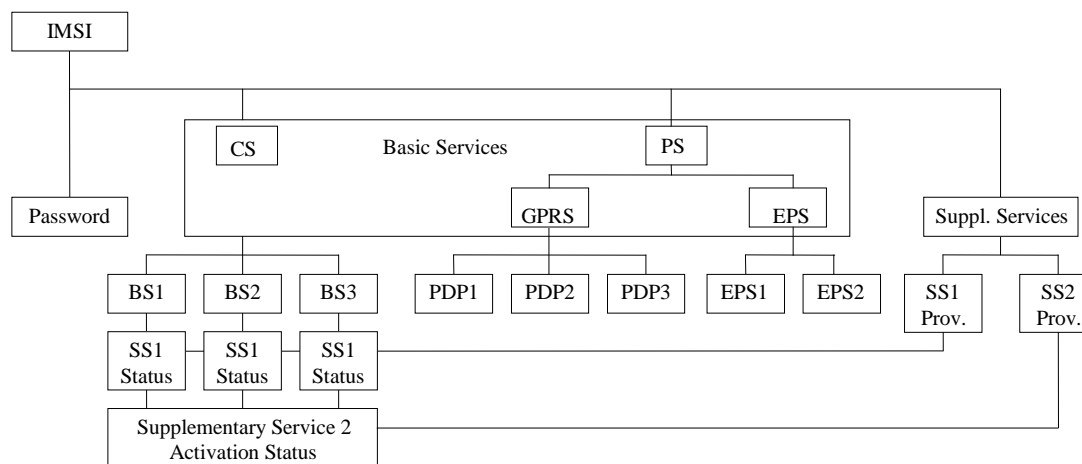 IMSI
CS
Basic Services
PS
Password
GPRS
EPS
Suppl. Services
BS1
BS2
BS3
PDP1
PDP2
PDP3
EPS1
EPS2
SS1
Prov.
SS2
Prov.
SS1
Status
SS1
Status
SS1
Status
Supplementary Service 2
Activation Status